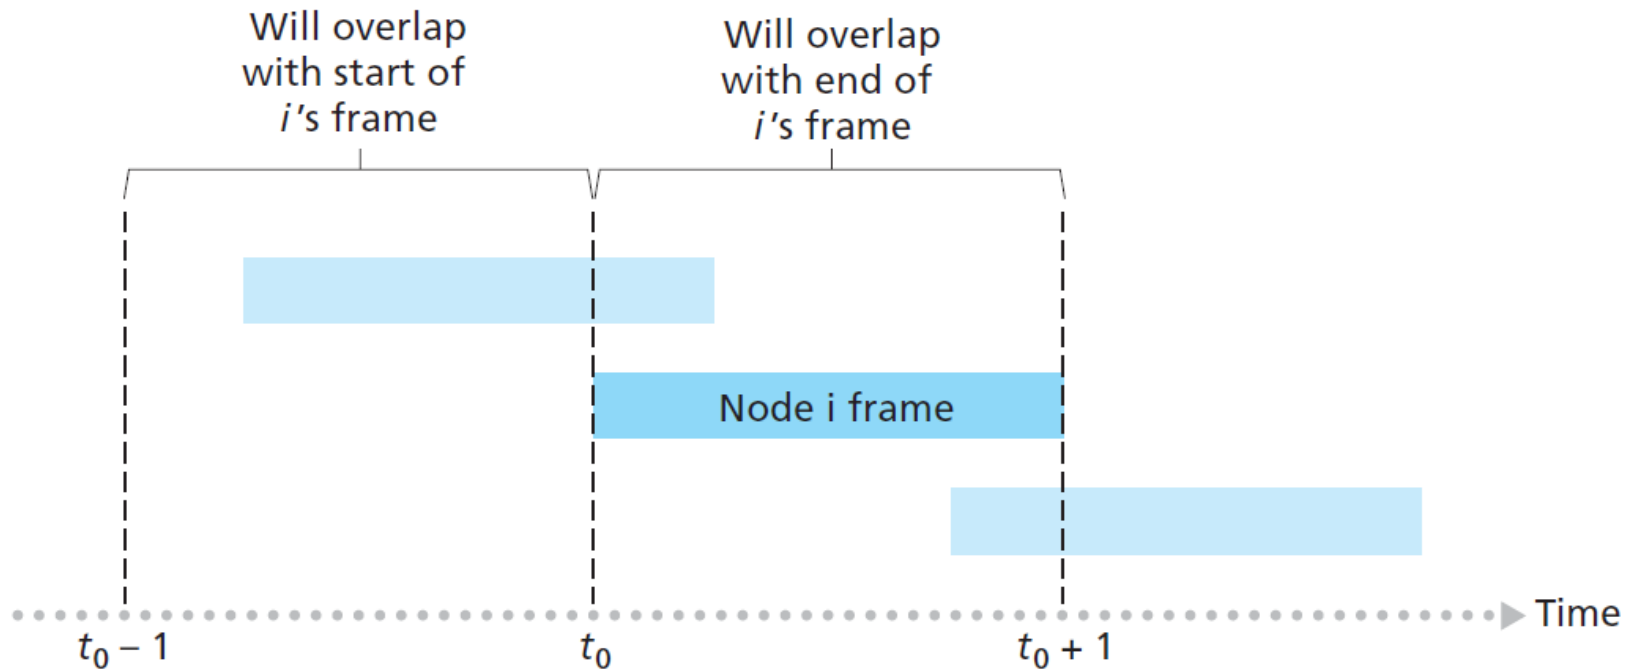 Will overlap
with start of
i’s frame
Will overlap
with end of
i’s frame
Node i frame
Time
t₀ – 1
t₀
t₀ + 1